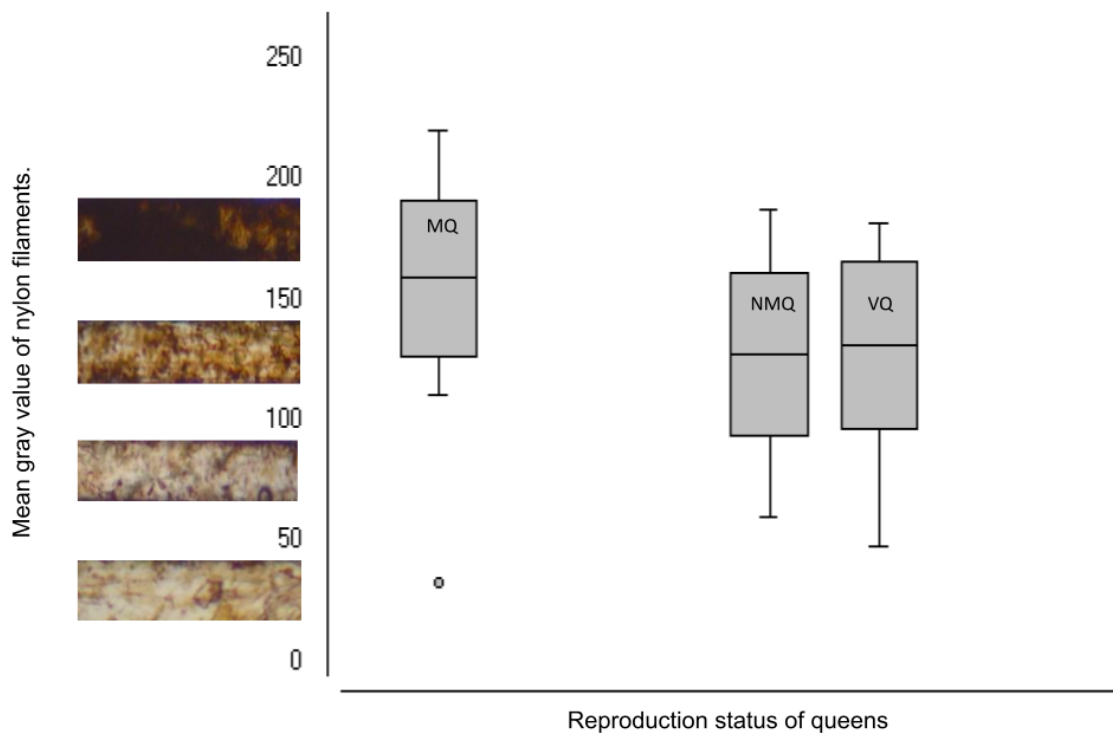 Mean gray value of nylon filaments.
250
200
150
100
50
0
MQ
NMQ
VQ
Reproduction status of queens